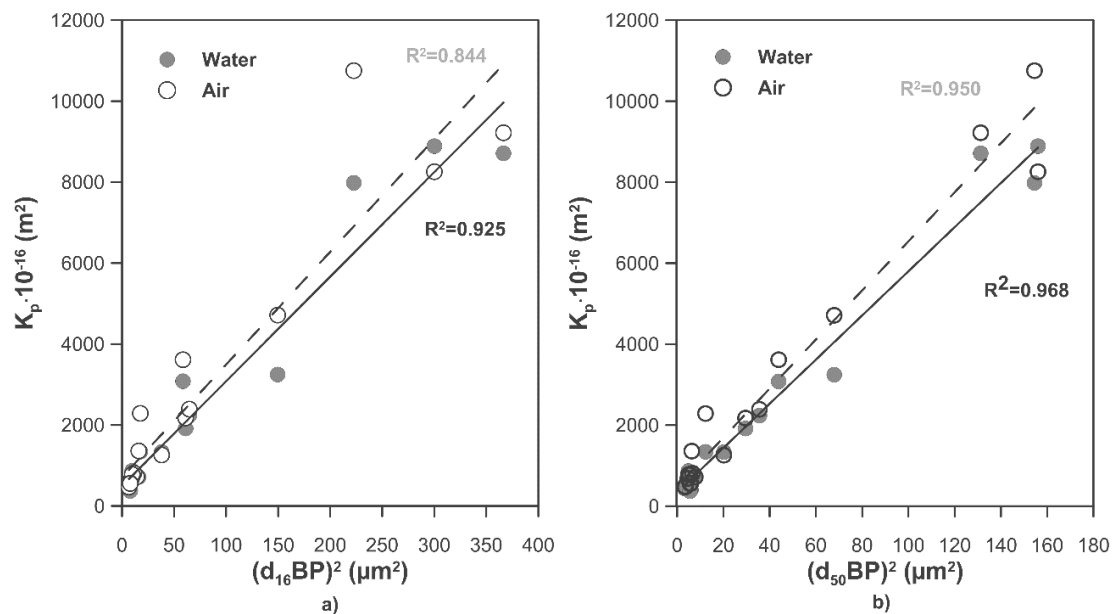 12000
10000
8000
6000
4000
2000
0
K_p·10⁻¹⁶ (m²)
Water
Air
R²=0.844
R²=0.925
0 50 100 150 200 250 300 350 400
(d₁₆BP)² (µm²)
a)
12000
10000
8000
6000
4000
2000
0
K_p·10⁻¹⁶ (m²)
Water
Air
R²=0.950
R²=0.968
0 20 40 60 80 100 120 140 160 180
(d₅₀BP)² (µm²)
b)